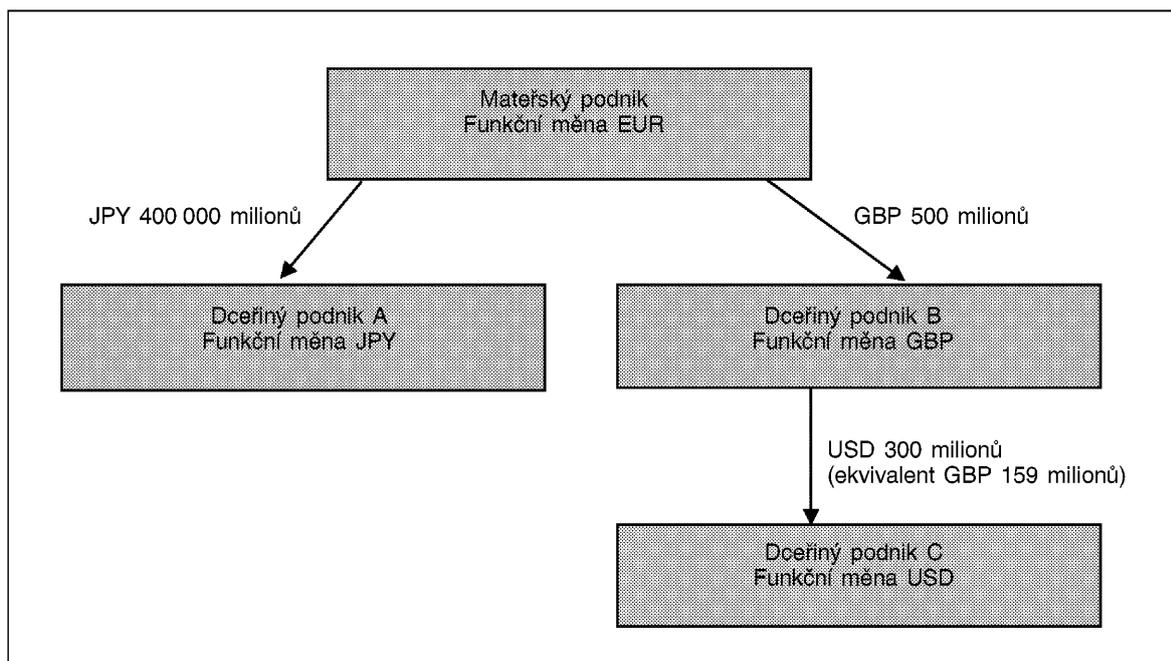 Mateřský podnik
Funkční měna EUR
JPY 400 000 milionů
GBP 500 milionů
Dceřiný podnik A
Funkční měna JPY
Dceřiný podnik B
Funkční měna GBP
USD 300 milionů
(ekvivalent GBP 159 milionů)
Dceřiný podnik C
Funkční měna USD